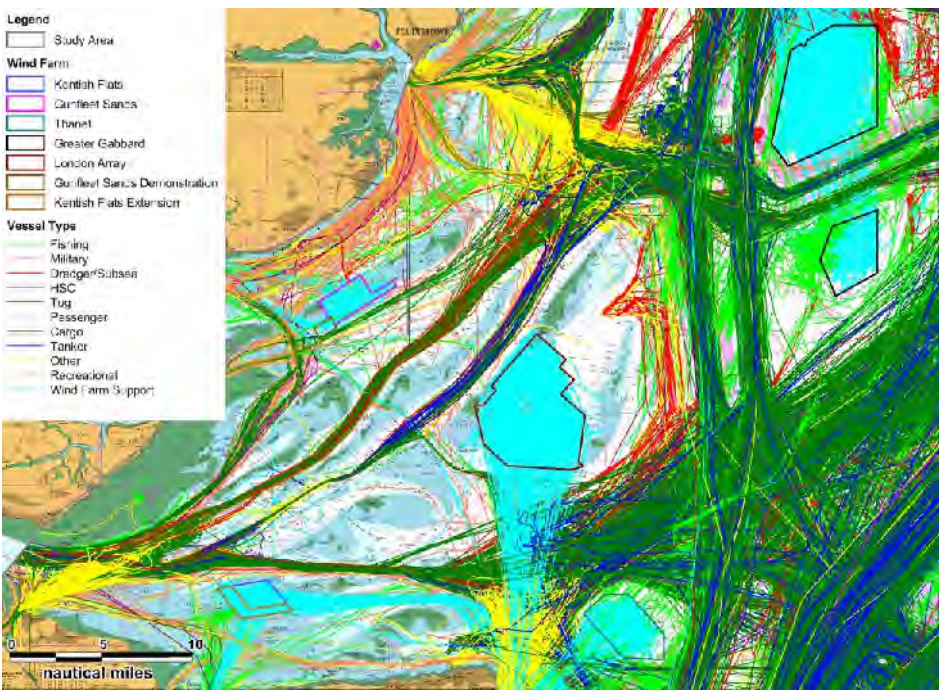 Legend
Study Area
Wind Farm
Kentish Flats
Gunfleet Sands
Thanet
Greater Gabbard
London Array
Gunfleet Sands Demonstration
Kentish Flats Extension
Vessel Type
Fishing
Military
Dredger/Subsea
HSC
Tug
Passenger
Cargo
Tanker
Other
Recreational
Wind Farm Support
FELIXSTOWE
0 5 10
nautical miles